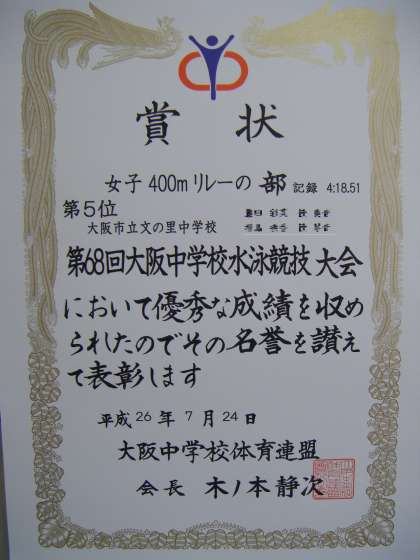 賞状
女子 400m リレーの 部 記録 4:18.51
第5位
大阪市立文の里中学校
第68回大阪中学校水泳競技大会
において優秀な成績を収め
られたのでその名誉を讃え
て表彰します
平成 26 年 7 月 24 日
大阪中学校体育連盟
会長 木ノ本静次